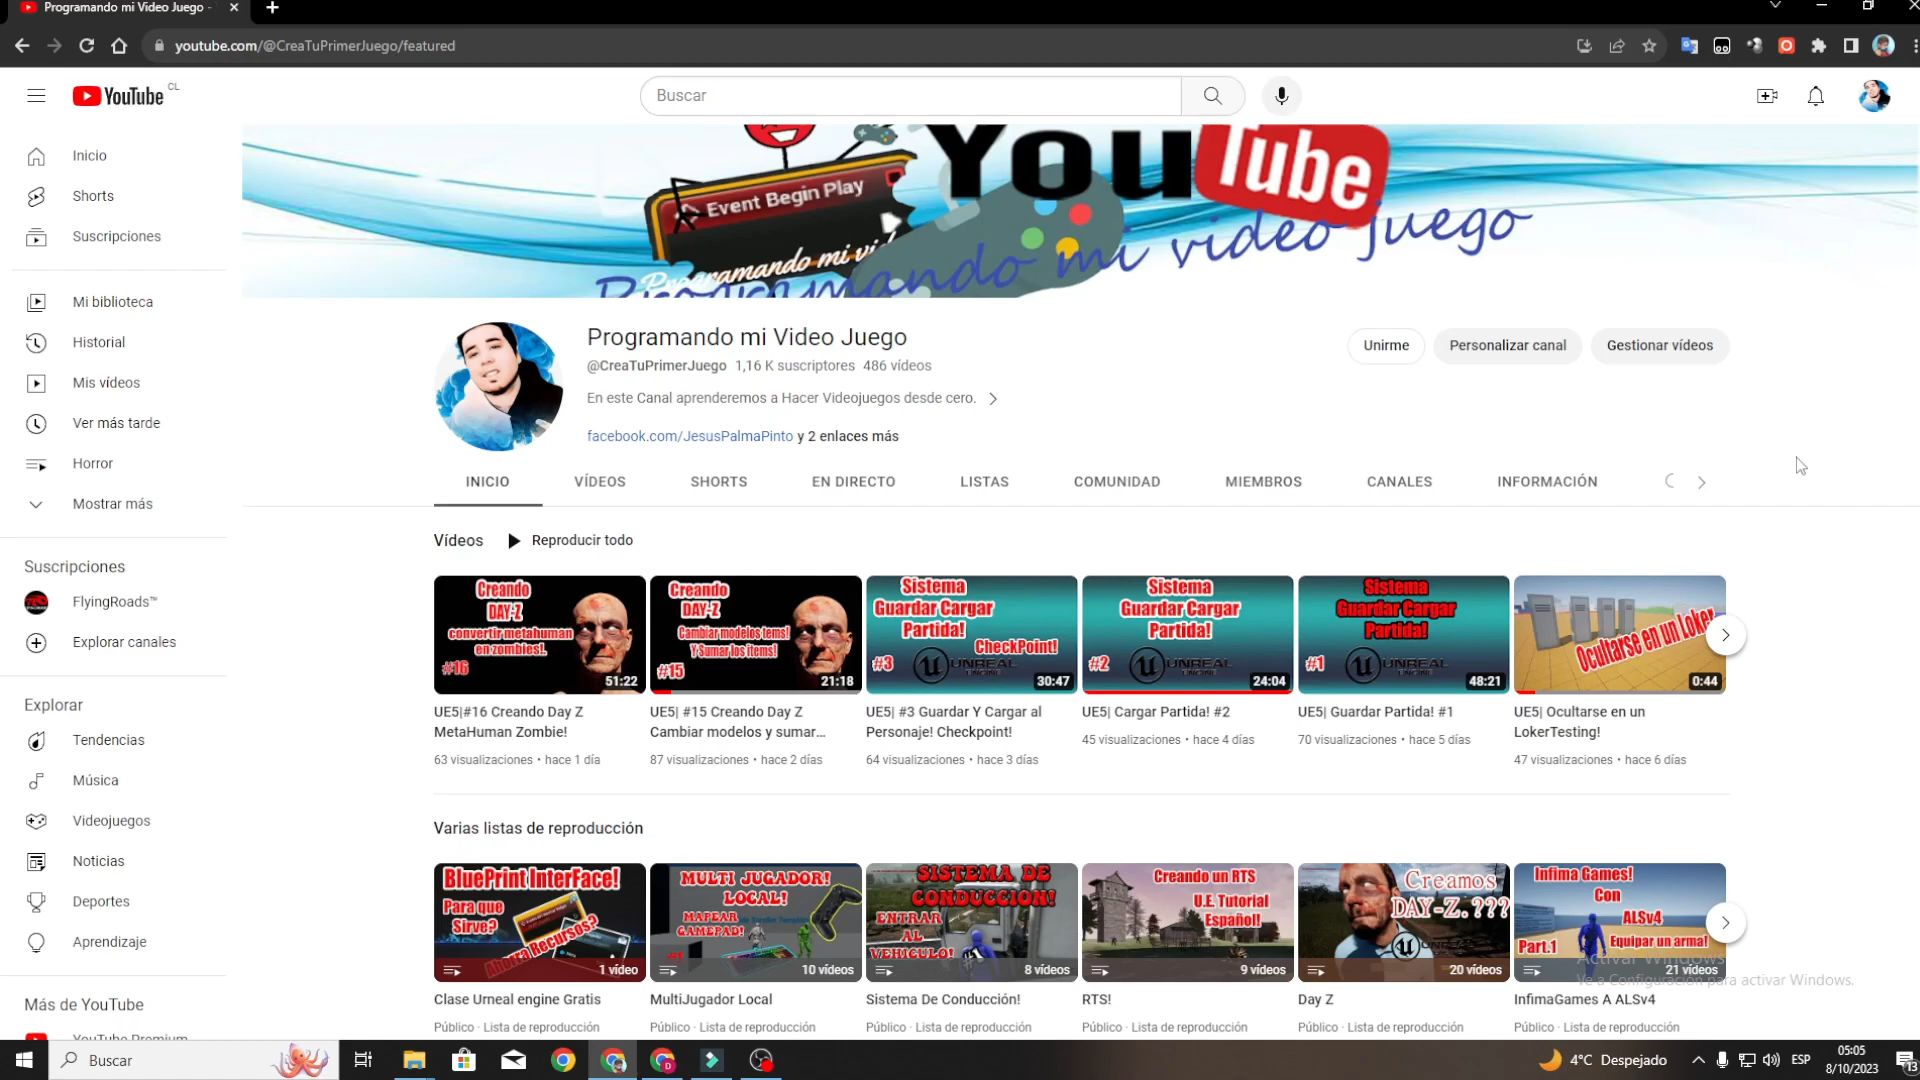 Programando mi Video Juego -
youtube.com/@CreaTuPrimerJuego/featured
YouTube CL
Buscar
Inicio
Shorts
Suscripciones
Mi biblioteca
Historial
Mis vídeos
Ver más tarde
Horror
Mostrar más
Suscripciones
FlyingRoads™
Explorar canales
Explorar
Tendencias
Música
Videojuegos
Noticias
Deportes
Aprendizaje
Más de YouTube
YouTube Premium
Event Begin Play
Programando mi vi
YouTube
Programando mi video juego
Programando mi Video Juego
@CreaTuPrimerJuego 1,16 K suscriptores 486 vídeos
En este Canal aprenderemos a Hacer Videojuegos desde cero.
facebook.com/JesusPalmaPinto y 2 enlaces más
Unirme
Personalizar canal
Gestionar vídeos
INICIO VÍDEOS SHORTS EN DIRECTO LISTAS COMUNIDAD MIEMBROS CANALES INFORMACIÓN
Vídeos Reproducir todo
Creando
DAY-Z
convertir metahuman
en zombies!.
#16
51:22
UE5|#16 Creando Day Z
MetaHuman Zombie!
63 visualizaciones • hace 1 día
Creando
DAY-Z
Cambiar modelos tems!
Y Sumar los items!
#15
21:18
UE5| #15 Creando Day Z
Cambiar modelos y sumar...
87 visualizaciones • hace 2 días
Sistema
Guardar Cargar
Partida!
CheckPoint!
#3
UNREAL
30:47
UE5| #3 Guardar Y Cargar al
Personaje! Checkpoint!
64 visualizaciones • hace 3 días
Sistema
Guardar Cargar
Partida!
#2
UNREAL
24:04
UE5| Cargar Partida! #2
45 visualizaciones • hace 4 días
Sistema
Guardar Cargar
Partida!
#1
UNREAL
48:21
UE5| Guardar Partida! #1
70 visualizaciones • hace 5 días
Ocultarse en un Loker
0:44
UE5| Ocultarse en un
LokerTesting!
47 visualizaciones • hace 6 días
Varias listas de reproducción
BluePrint InterFace!
Para que
Sirve?
Ahorra Recursos?
1 vídeo
Clase Urneal engine Gratis
Público · Lista de reproducción
MULTI JUGADOR!
LOCAL!
MAPEAR
GAMEPAD!
#1
10 vídeos
MultiJugador Local
Público · Lista de reproducción
SISTEMA DE
CONDUCCION!
ENTRAR
AL
VEHICULO!
8 vídeos
Sistema De Conducción!
Público · Lista de reproducción
Creando un RTS
U.E. Tutorial
Español!
9 vídeos
RTS!
Público · Lista de reproducción
Creamos
DAY-Z.???
20 vídeos
Day Z
Público · Lista de reproducción
Infima Games!
Con
ALSv4
Part.1
Equipar un arma!
21 vídeos
InfimaGames A ALSv4
Público · Lista de reproducción
Activar Windows
Ve a Configuración para activar Windows.
Buscar
4°C Despejado
ESP
05:05
8/10/2023
13